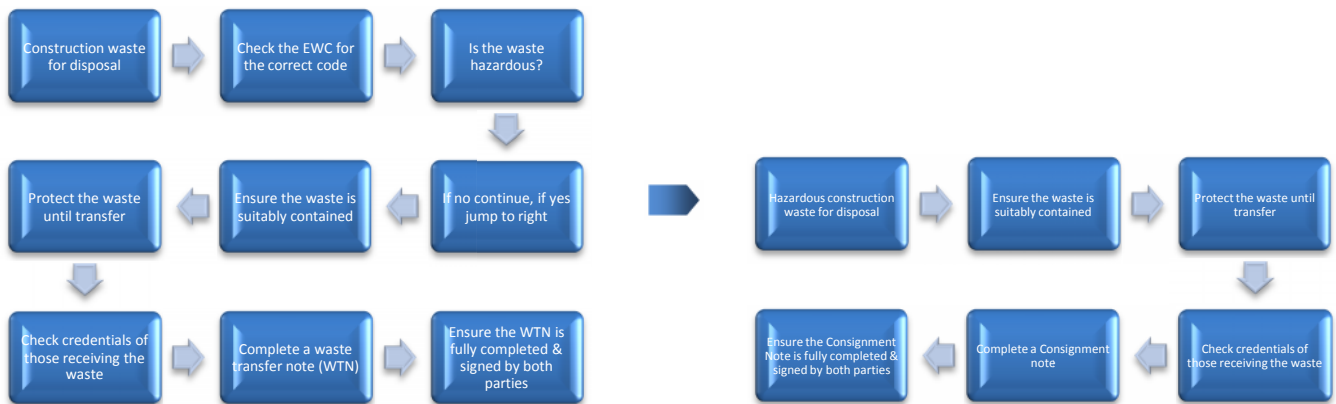 Construction waste
for disposal
Check the EWC for
the correct code
Is the waste
hazardous?
If no continue, if yes
jump to right
Ensure the waste is
suitably contained
Protect the waste
until transfer
Check credentials of
those receiving the
waste
Complete a waste
transfer note (WTN)
Ensure the WTN is
fully completed &
signed by both
parties
Hazardous construction
waste for disposal
Ensure the waste is
suitably contained
Protect the waste until
transfer
Check credentials of
those receiving the waste
Complete a Consignment
note
Ensure the Consignment
Note is fully completed &
signed by both parties